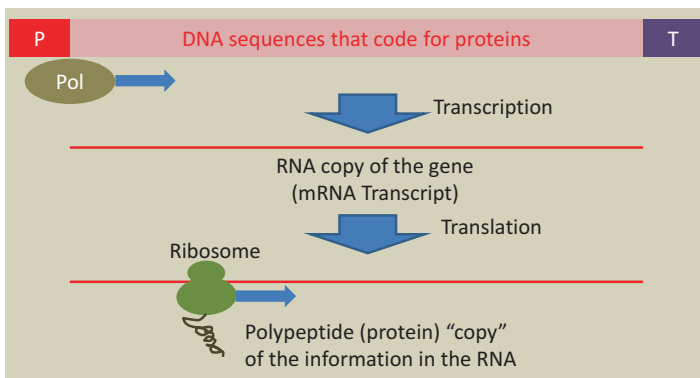 P
DNA sequences that code for proteins
T
Pol
Transcription
RNA copy of the gene
(mRNA Transcript)
Translation
Ribosome
Polypeptide (protein) “copy”
of the information in the RNA